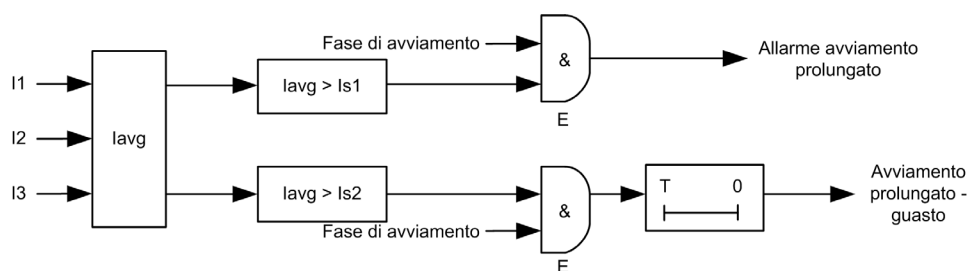 Fase di avviamento
&
Allarme avviamento
prolungato
I1
Iavg > Is1
E
I2
Iavg
I3
Iavg > Is2
Fase di avviamento
&
E
T 0
Avviamento
prolungato -
guasto